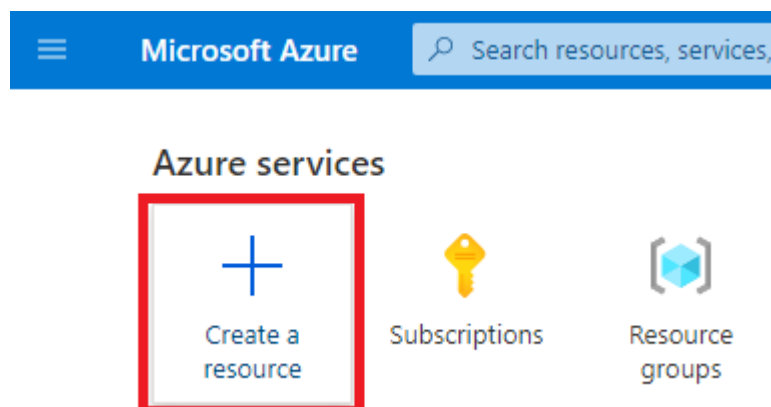 Microsoft Azure
Search resources, services,
Azure services
Create a
resource
Subscriptions
Resource
groups